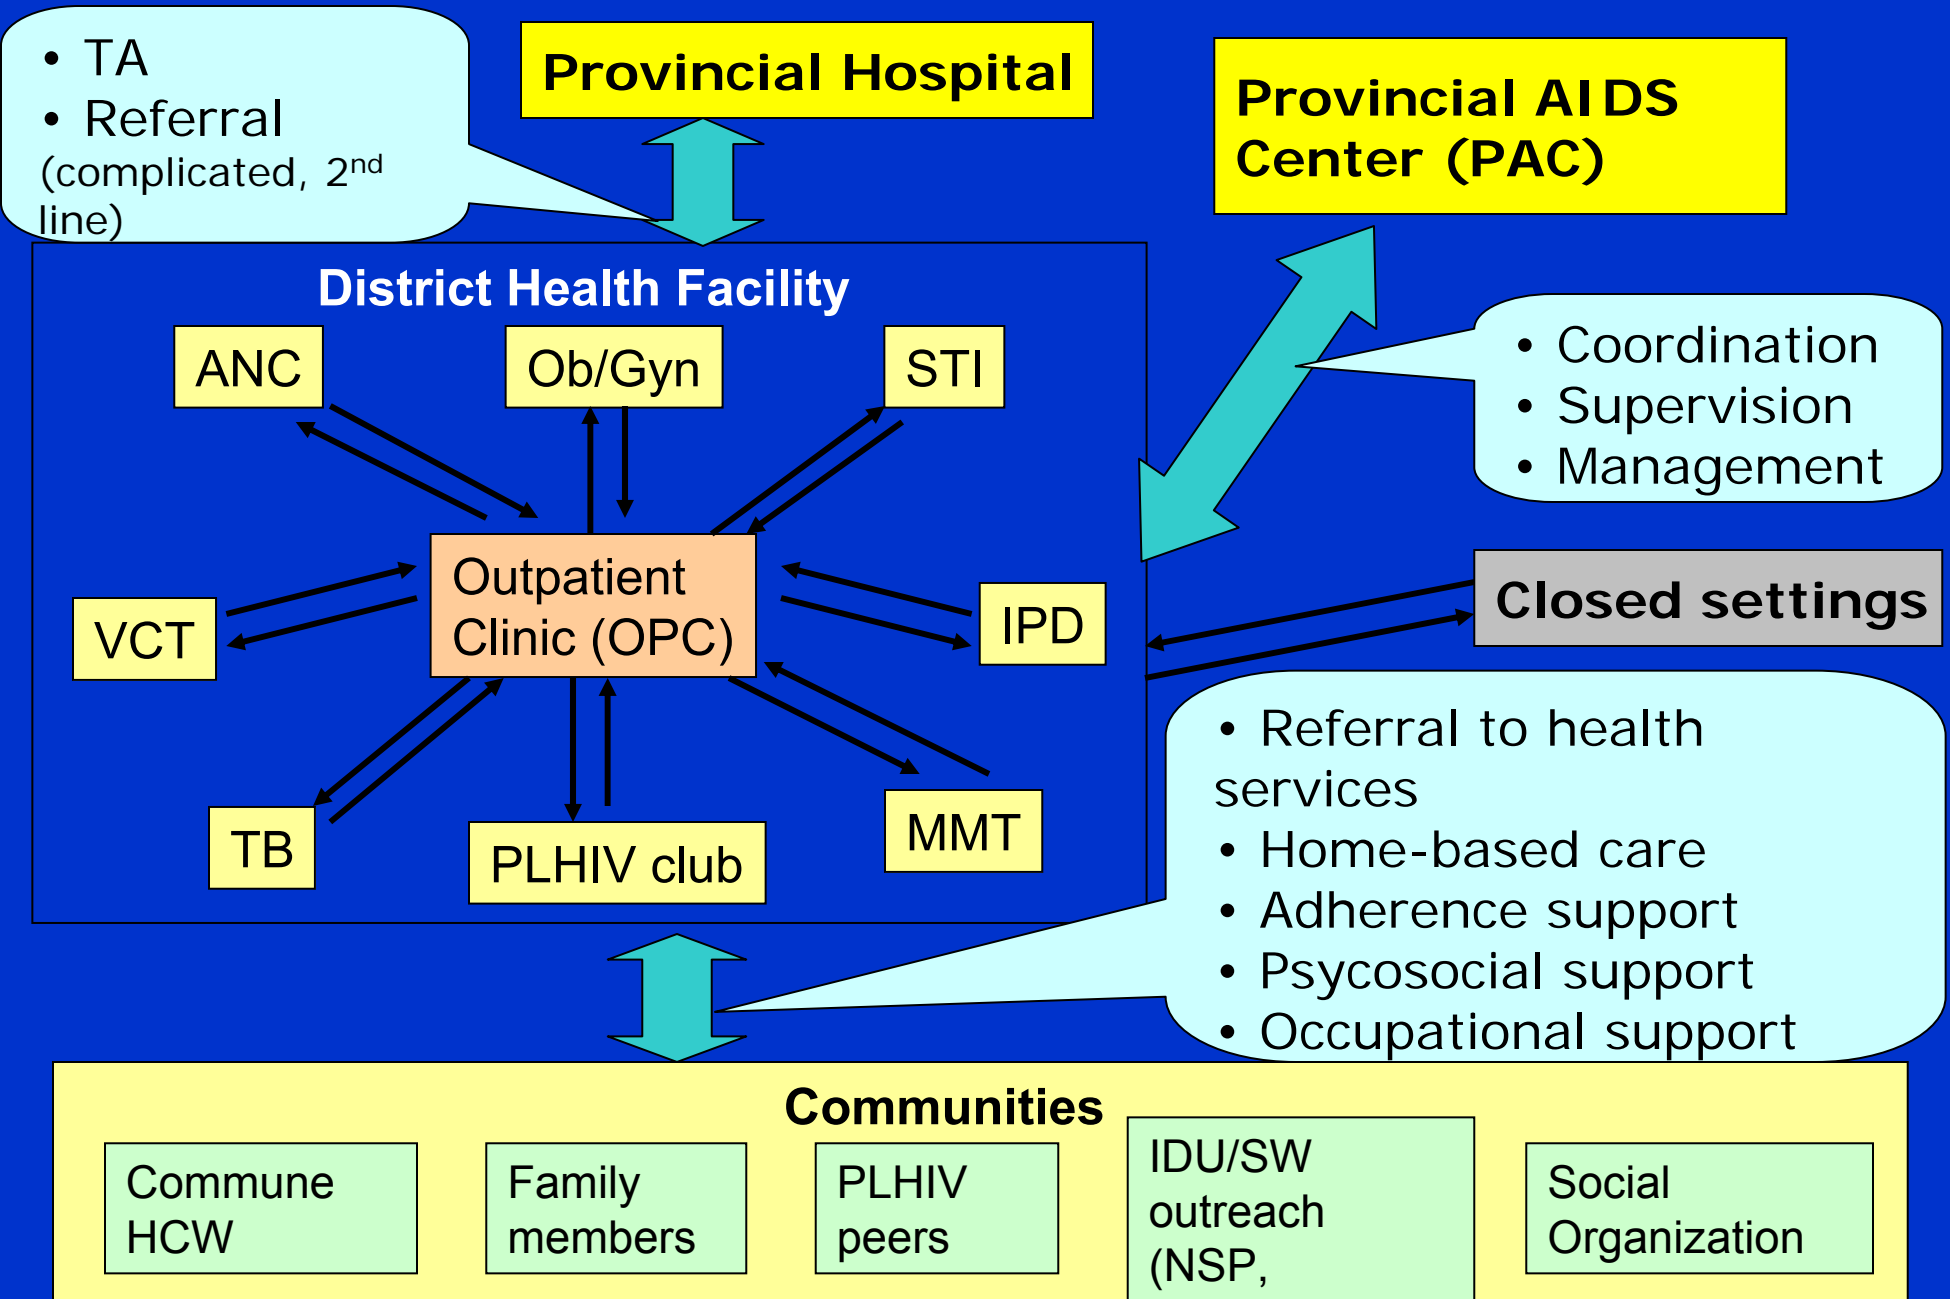 • TA
• Referral
(complicated, 2nd
line)
Provincial Hospital
Provincial AIDS
Center (PAC)
District Health Facility
ANC
Ob/Gyn
STI
• Coordination
• Supervision
• Management
Outpatient
Clinic (OPC)
VCT
IPD
Closed settings
TB
PLHIV club
MMT
• Referral to health
services
• Home-based care
• Adherence support
• Psycosocial support
• Occupational support
Communities
Commune
HCW
Family
members
PLHIV
peers
IDU/SW
outreach
(NSP,
Social
Organization